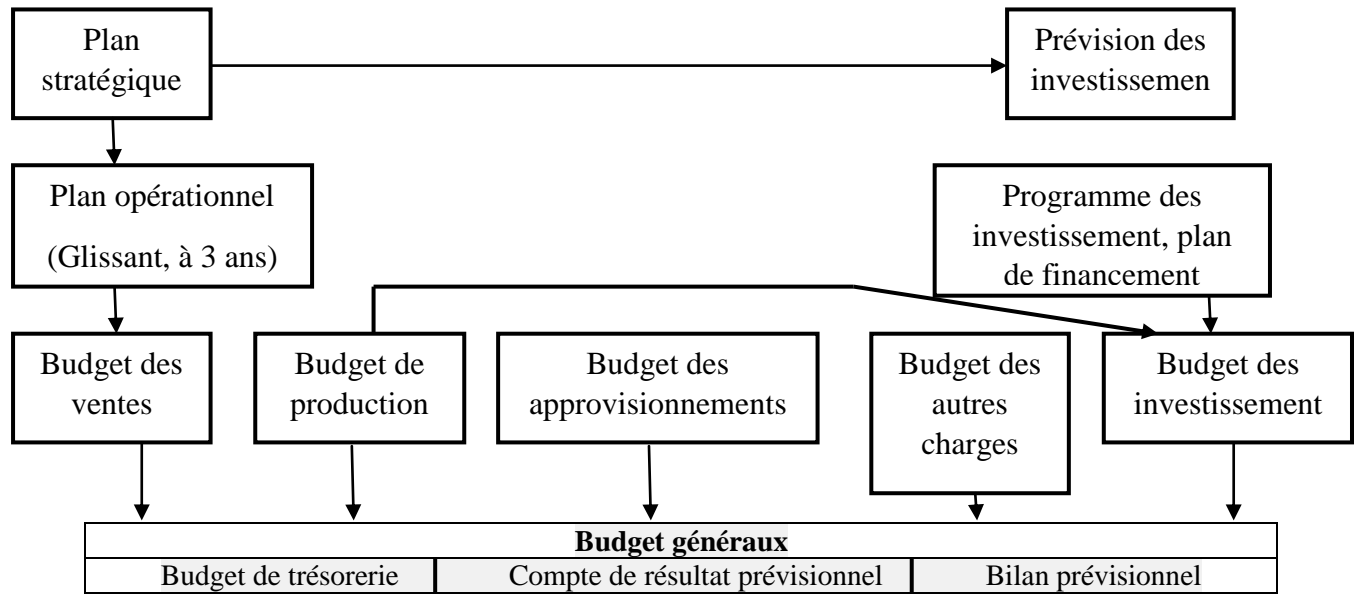 Plan
stratégique
Prévision des
investissemen
Plan opérationnel
(Glissant, à 3 ans)
Programme des
investissement, plan
de financement
Budget des
ventes
Budget de
production
Budget des
approvisionnements
Budget des
autres
charges
Budget des
investissement
Budget généraux
Budget de trésorerie
Compte de résultat prévisionnel
Bilan prévisionnel